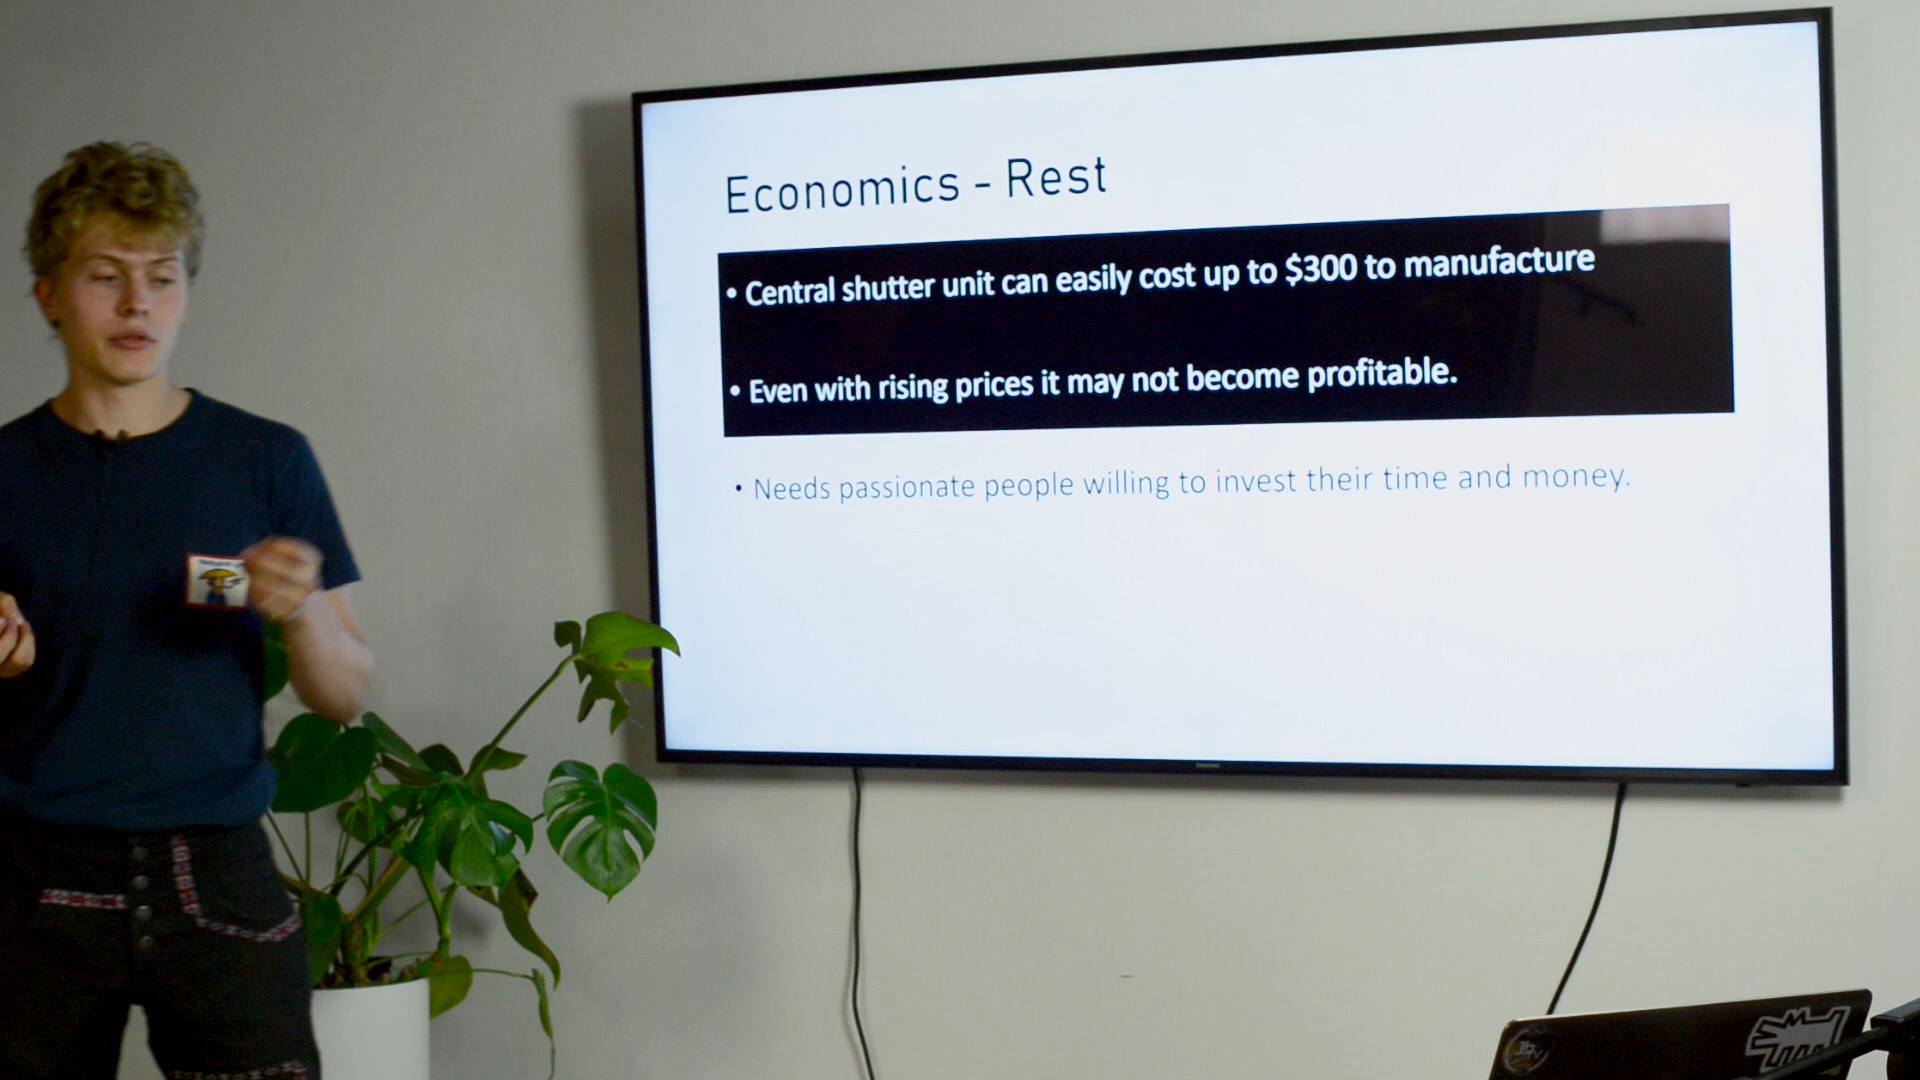 Economics - Rest
• Central shutter unit can easily cost up to $300 to manufacture
• Even with rising prices it may not become profitable.
• Needs passionate people willing to invest their time and money.